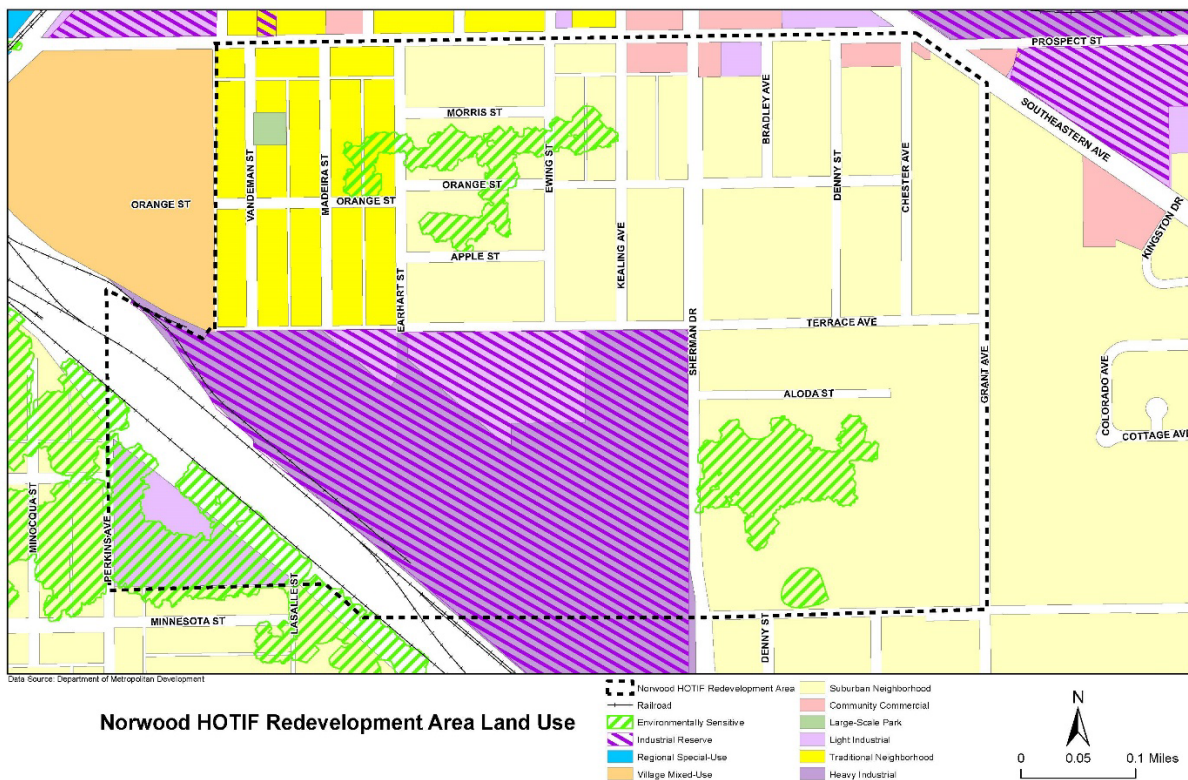 PROSPECT ST
SOUTHEASTERN AVE
MORRIS ST
BRADLEY AVE
VANDEMAN ST
MADEIRA ST
EWING ST
DENNY ST
CHESTER AVE
ORANGE ST
ORANGE ST
ORANGE ST
KINGSTON DR
KEALING AVE
APPLE ST
EARHART ST
TERRACE AVE
SHERMAN DR
GRANT AVE
COLORADO AVE
ALODA ST
COTTAGE AVE
MINOCQUA ST
PERKINS AVE
LASALLE ST
MINNESOTA ST
DENNY ST
Data Source: Department of Metropolitan Development
Norwood HOTIF Redevelopment Area Land Use
Norwood HOTIF Redevelopment Area
Railroad
Environmentally Sensitive
Industrial Reserve
Regional Special-Use
Village Mixed-Use
Suburban Neighborhood
Community Commercial
Large-Scale Park
Light Industrial
Traditional Neighborhood
Heavy Industrial
N
0 0.05 0.1 Miles